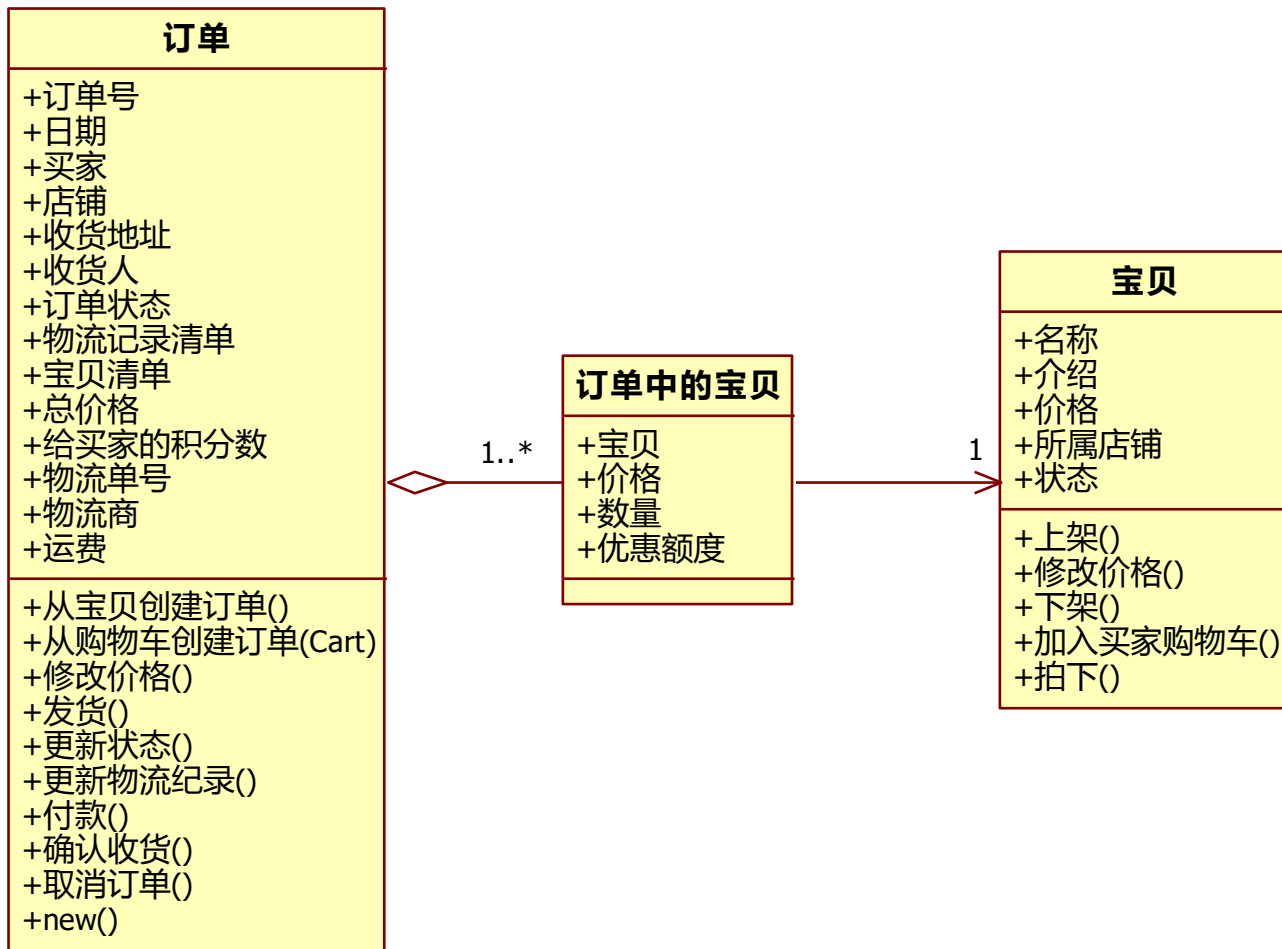 订单
+订单号
+日期
+买家
+店铺
+收货地址
+收货人
+订单状态
+物流记录清单
+宝贝清单
+总价格
+给买家的积分数
+物流单号
+物流商
+运费
+从宝贝创建订单()
+从购物车创建订单(Cart)
+修改价格()
+发货()
+更新状态()
+更新物流纪录()
+付款()
+确认收货()
+取消订单()
+new()
1..*
订单中的宝贝
+宝贝
+价格
+数量
+优惠额度
1
宝贝
+名称
+介绍
+价格
+所属店铺
+状态
+上架()
+修改价格()
+下架()
+加入买家购物车()
+拍下()